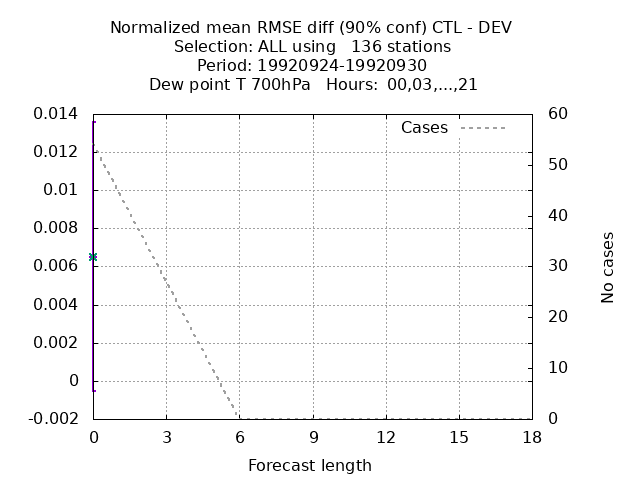 Normalized mean RMSE diff (90% conf) CTL - DEV
Selection: ALL using   136 stations
Period: 19920924-19920930
Dew point T 700hPa   Hours:  00,03,...,21
Cases
0.014
0.012
0.01
0.008
0.006
0.004
0.002
0
-0.002
60
50
40
30
20
10
0
No cases
0 3 6 9 12 15 18
Forecast length